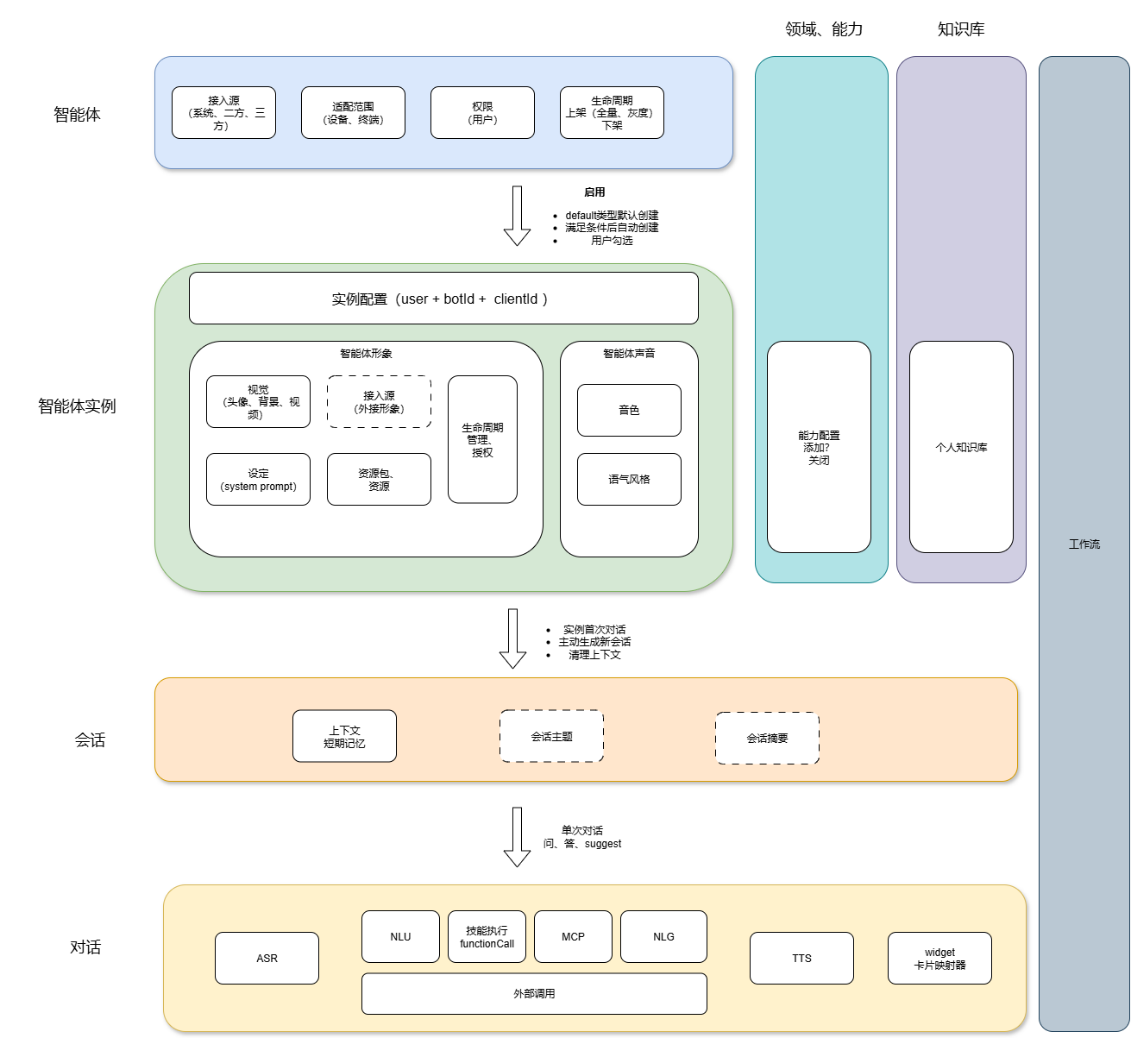 领域、能力
知识库
智能体
接入源
（系统、二方、三
方）
适配范围
（设备、终端）
权限
（用户）
生命周期
上架（全量、灰度）
下架
启用
• default类型默认创建
• 满足条件后自动创建
• 用户勾选
智能体实例
实例配置（user + botId + clientId ）
智能体形象
视觉
（头像、背景、视
频）
接入源
（外接形象）
生命周期
管理、
授权
设定
（system prompt）
资源包、
资源
智能体声音
音色
语气风格
能力配置
添加？
关闭
个人知识库
工作流
• 实例首次对话
• 主动生成新会话
• 清理上下文
会话
上下文
短期记忆
会话主题
会话摘要
单次对话
问、答、suggest
对话
ASR
NLU
技能执行
functionCall
MCP
NLG
外部调用
TTS
widget
卡片映射器